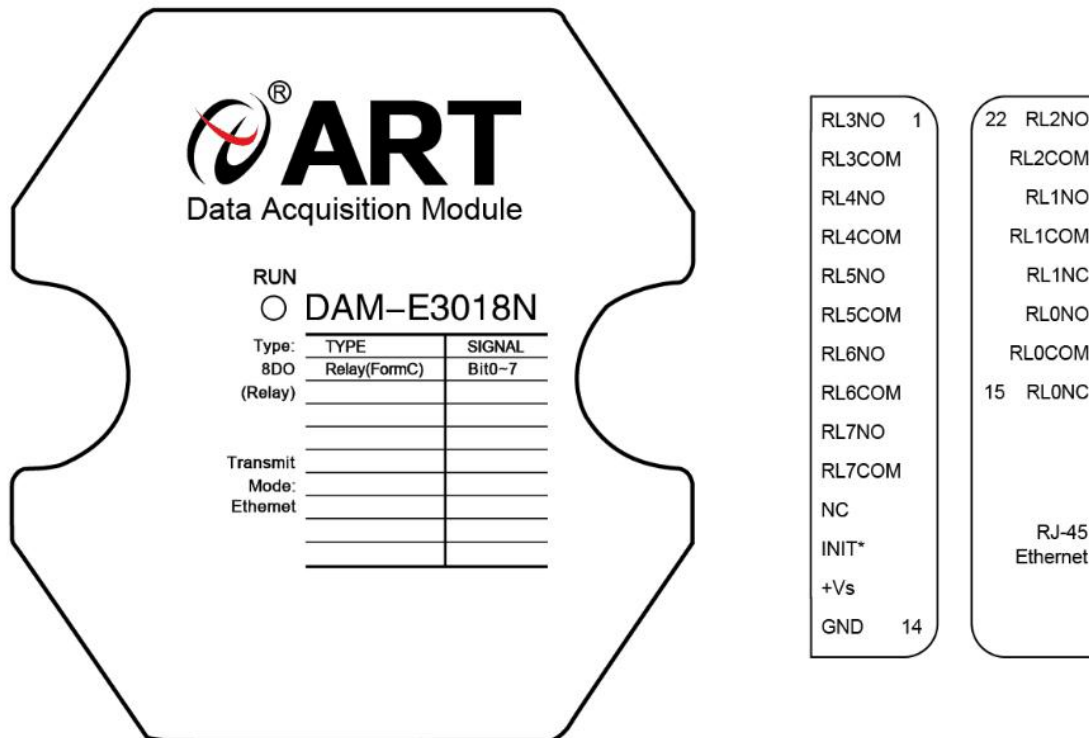 ® ART
Data Acquisition Module
RUN
DAM-E3018N
Type: TYPE SIGNAL
8DO Relay(FormC) Bit0~7
(Relay)
Transmit
Mode:
Ethernet
RL3NO 1
RL3COM
RL4NO
RL4COM
RL5NO
RL5COM
RL6NO
RL6COM
RL7NO
RL7COM
NC
INIT*
+Vs
GND 14
22 RL2NO
RL2COM
RL1NO
RL1COM
RL1NC
RL0NO
RL0COM
15 RL0NC
RJ-45
Ethernet